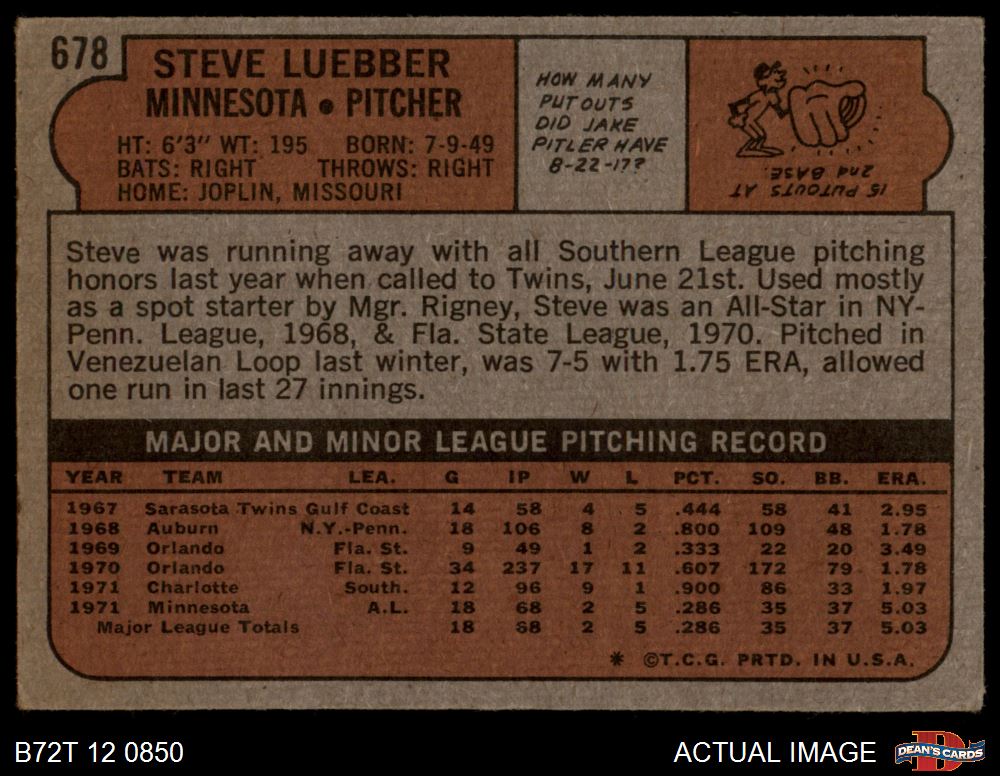 678
STEVE LUEBBER
MINNESOTA • PITCHER
HT: 6'3" WT: 195 BORN: 7-9-49
BATS: RIGHT THROWS: RIGHT
HOME: JOPLIN, MISSOURI
HOW MANY
PUTOUTS
DID JAKE
PITLER HAVE
8-22-17?
15 PUTOUTS AT
2nd BASE.
Steve was running away with all Southern League pitching
honors last year when called to Twins, June 21st. Used mostly
as a spot starter by Mgr. Rigney, Steve was an All-Star in NY-
Penn. League, 1968, & Fla. State League, 1970. Pitched in
Venezuelan Loop last winter, was 7-5 with 1.75 ERA, allowed
one run in last 27 innings.
MAJOR AND MINOR LEAGUE PITCHING RECORD
YEAR TEAM LEA. G IP W L PCT. SO. BB. ERA.
1967 Sarasota Twins Gulf Coast 14 58 4 5 .444 58 41 2.95
1968 Auburn N.Y.-Penn. 18 106 8 2 .800 109 48 1.78
1969 Orlando Fla. St. 9 49 1 2 .333 22 20 3.49
1970 Orlando Fla. St. 34 237 17 11 .607 172 79 1.78
1971 Charlotte South. 12 96 9 1 .900 86 33 1.97
1971 Minnesota A.L. 18 68 2 5 .286 35 37 5.03
Major League Totals 18 68 2 5 .286 35 37 5.03
* ©T.C.G. PRTD. IN U.S.A.
B72T 12 0850
ACTUAL IMAGE
D
DEAN'S CARDS